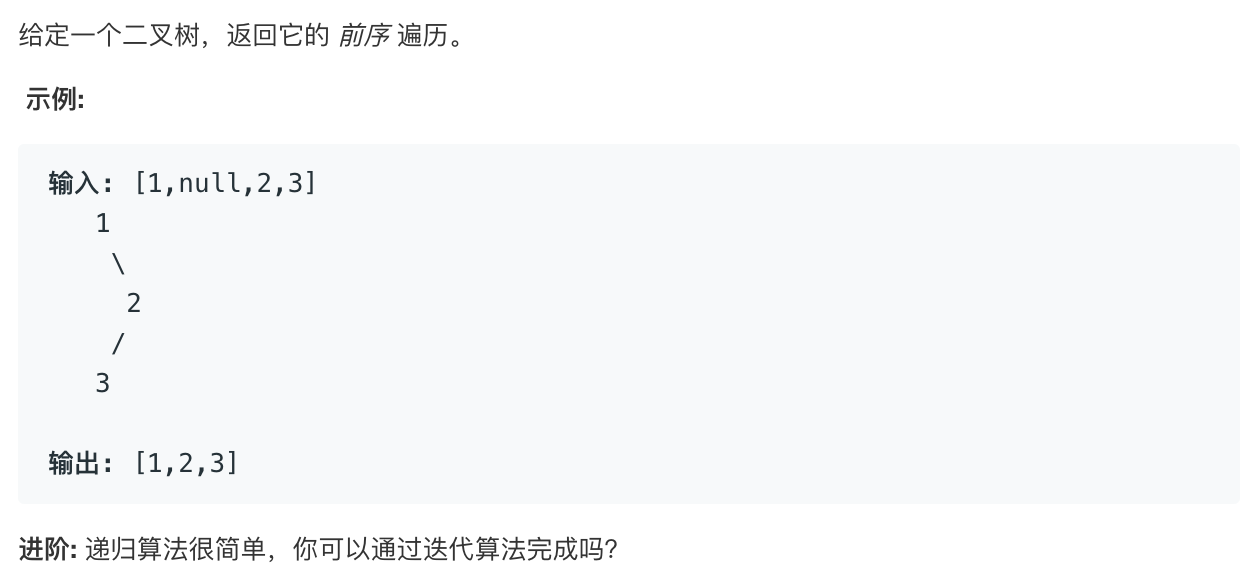 给定一个二叉树，返回它的 前序 遍历。
示例:
输入: [1,null,2,3]
1
\
2
/
3
输出: [1,2,3]
进阶: 递归算法很简单，你可以通过迭代算法完成吗？